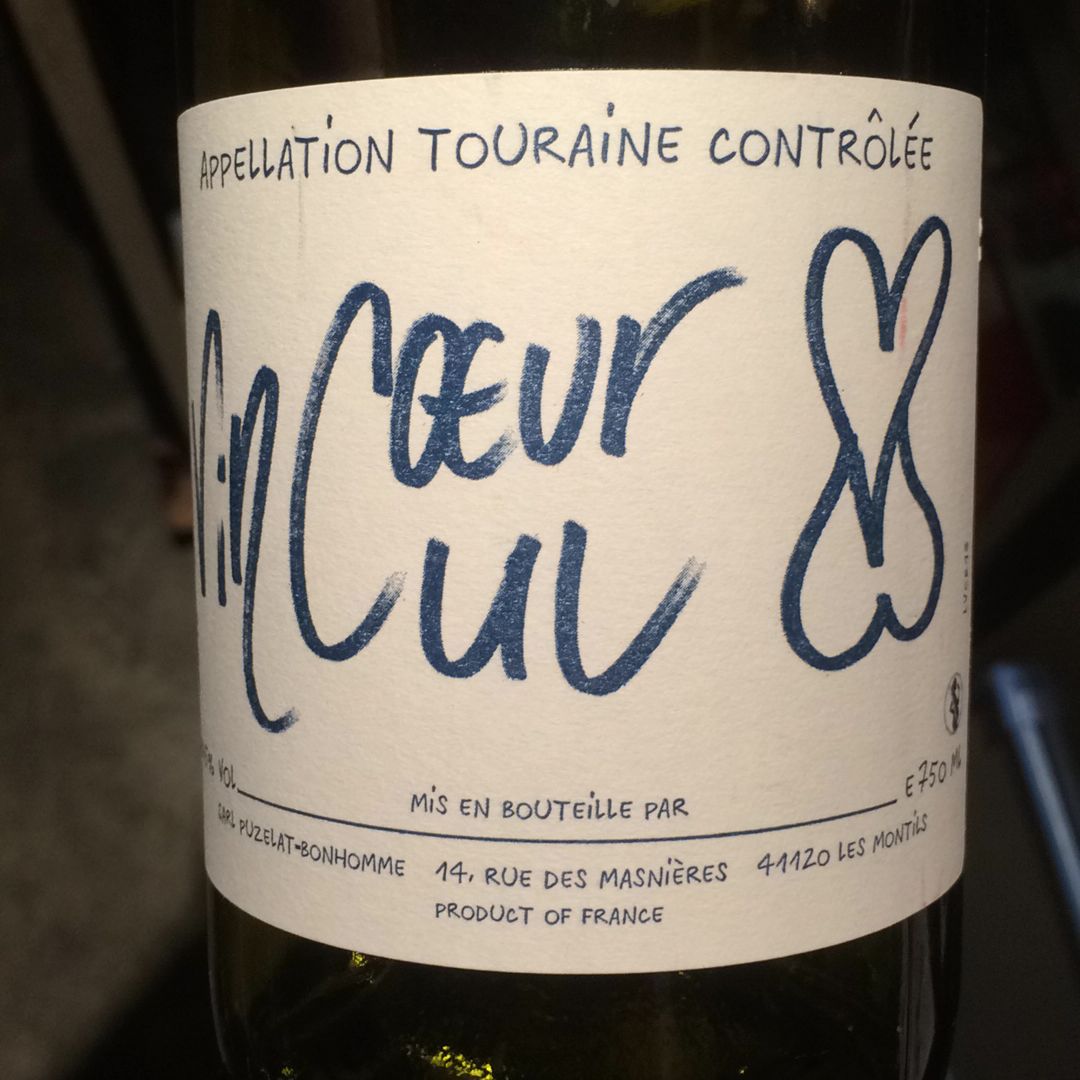 APPELLATION TOURAINE CONTRÔLÉE
Vin Cœur
Cul
% VOL
MIS EN BOUTEILLE PAR
E 750 ML
EARL PUZELAT-BONHOMME 14, RUE DES MASNIÈRES 41120 LES MONTILS
PRODUCT OF FRANCE